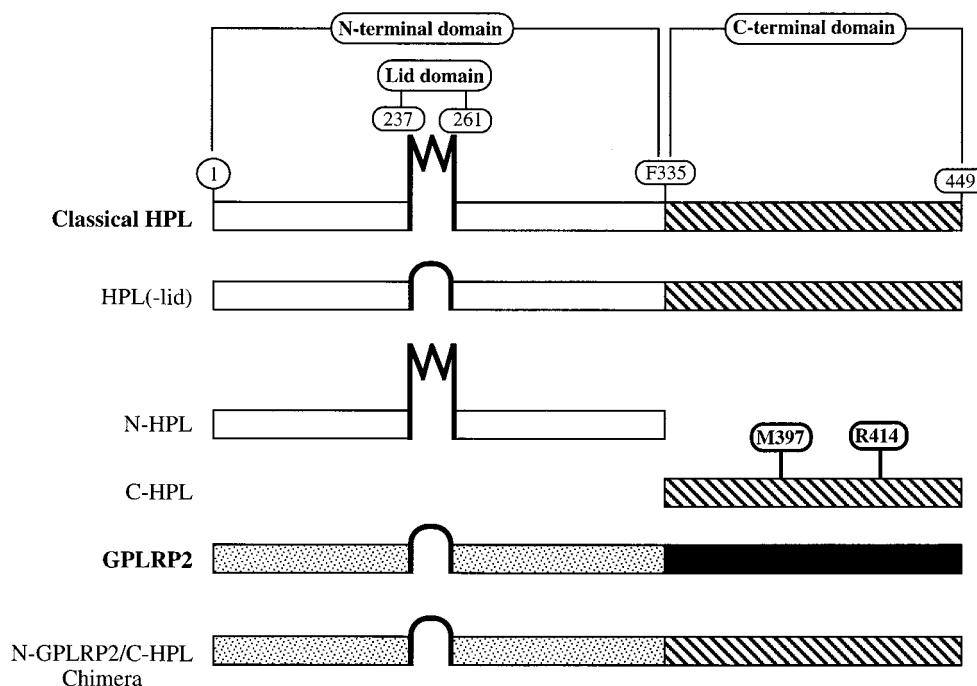 N-terminal domain
C-terminal domain
Lid domain
237
261
1
F335
449
Classical HPL
HPL(-lid)
N-HPL
M397
R414
C-HPL
GPLRP2
N-GPLRP2/C-HPL
Chimera